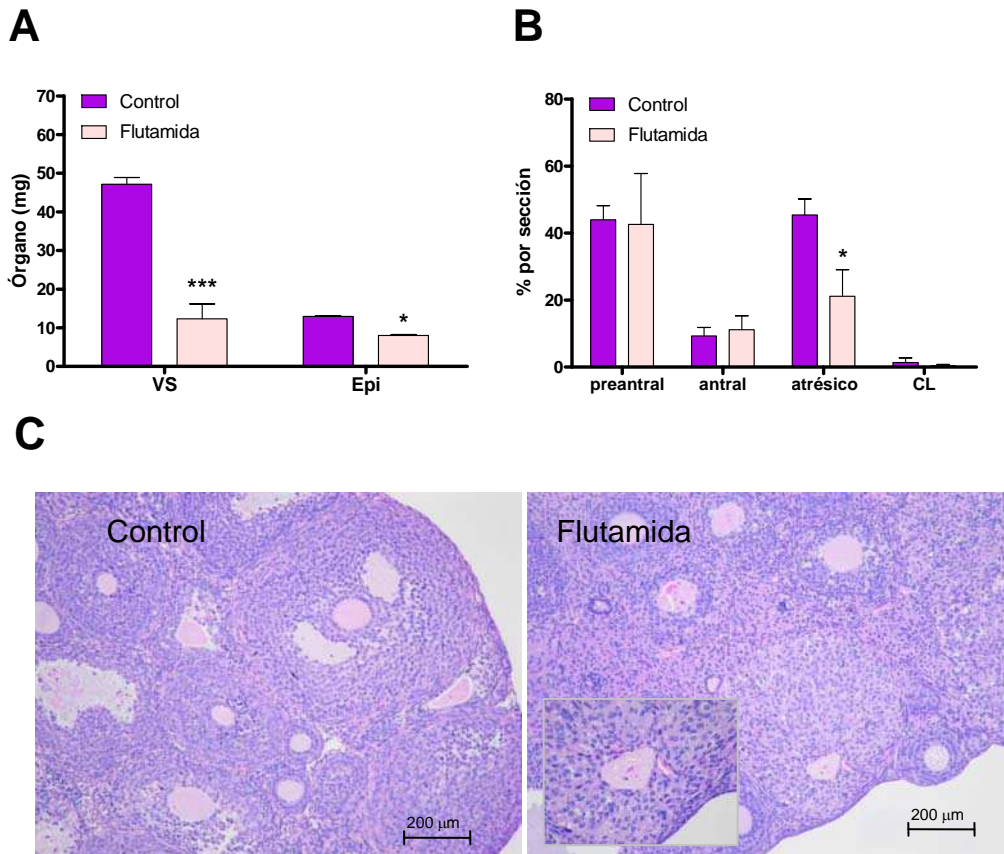 A
Control
Flutamida
Órgano (mg)
70
60
50
40
30
20
10
0
***
*
VS
Epi
B
Control
Flutamida
% por sección
80
60
40
20
0
*
preantral
antral
atrésico
CL
C
Control
200 μm
Flutamida
200 μm